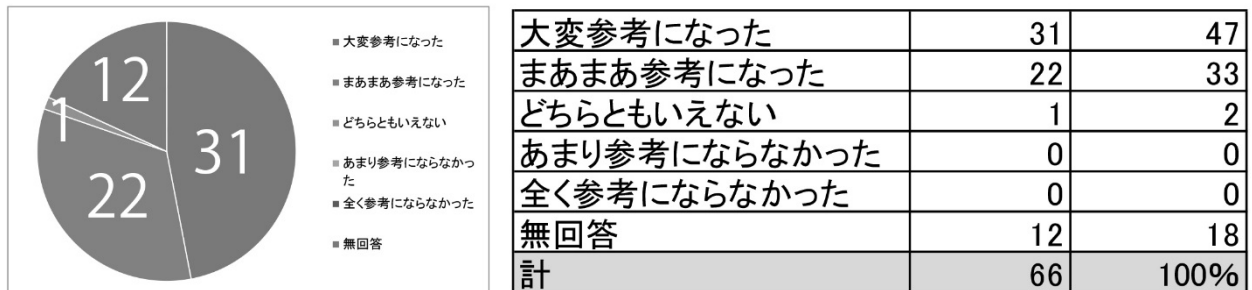 12
1
31
22
■大変参考になった
■まあまあ参考になった
■どちらともいえない
■あまり参考にならなかっ
た
■全く参考にならなかった
■無回答
大変参考になった 31 47
まあまあ参考になった 22 33
どちらともいえない 1 2
あまり参考にならなかった 0 0
全く参考にならなかった 0 0
無回答 12 18
計 66 100%